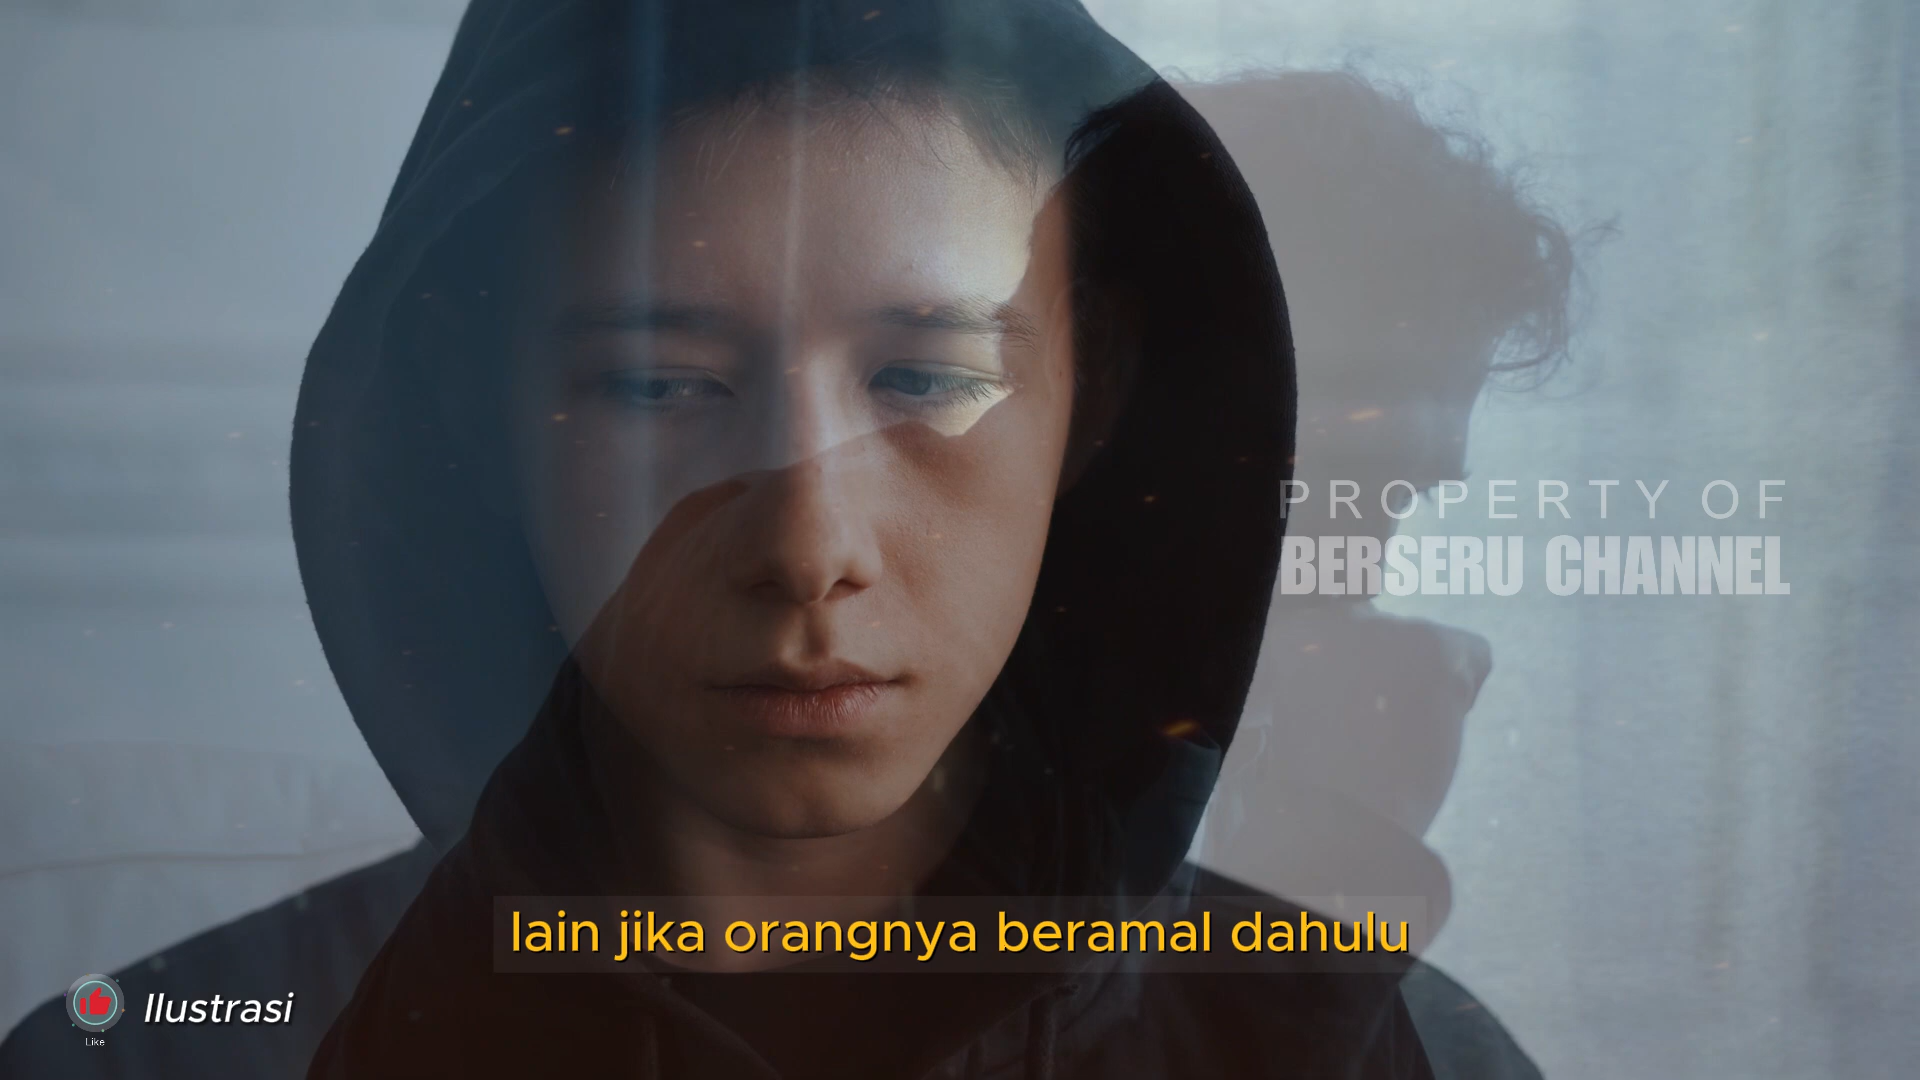 PROPERTY OF
BERSERU CHANNEL
lain jika orangnya beramal dahulu
Ilustrasi
Like